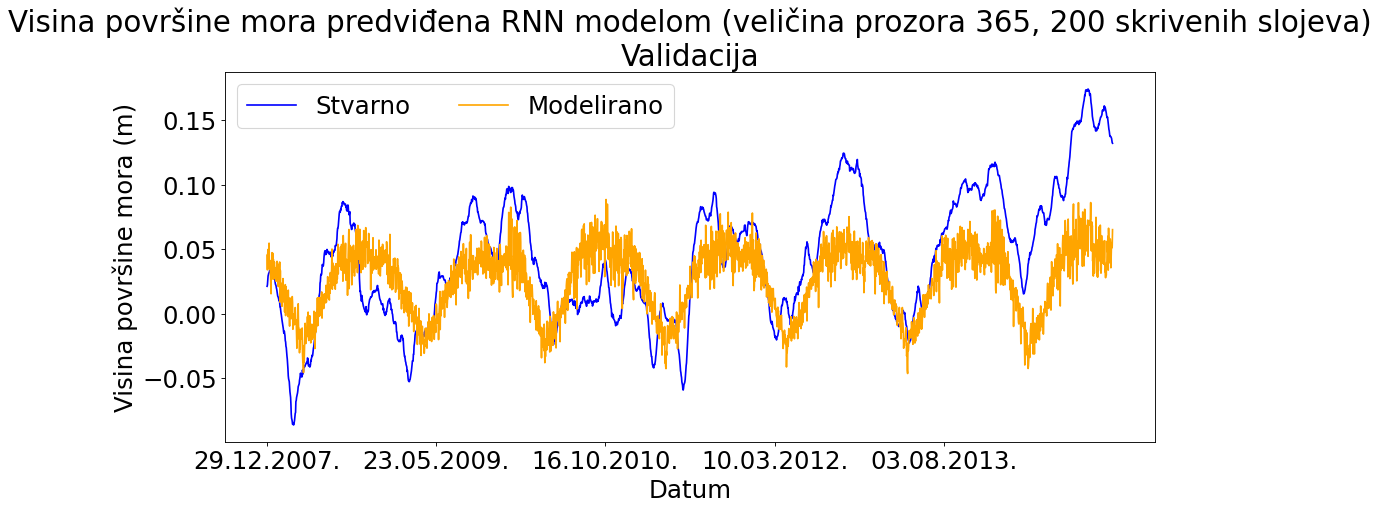 Visina površine mora predviđena RNN modelom (veličina prozora 365, 200 skrivenih slojeva)
Validacija
Stvarno
Modelirano
Visina površine mora (m)
0.15
0.10
0.05
0.00
−0.05
29.12.2007.
23.05.2009.
16.10.2010.
10.03.2012.
03.08.2013.
Datum